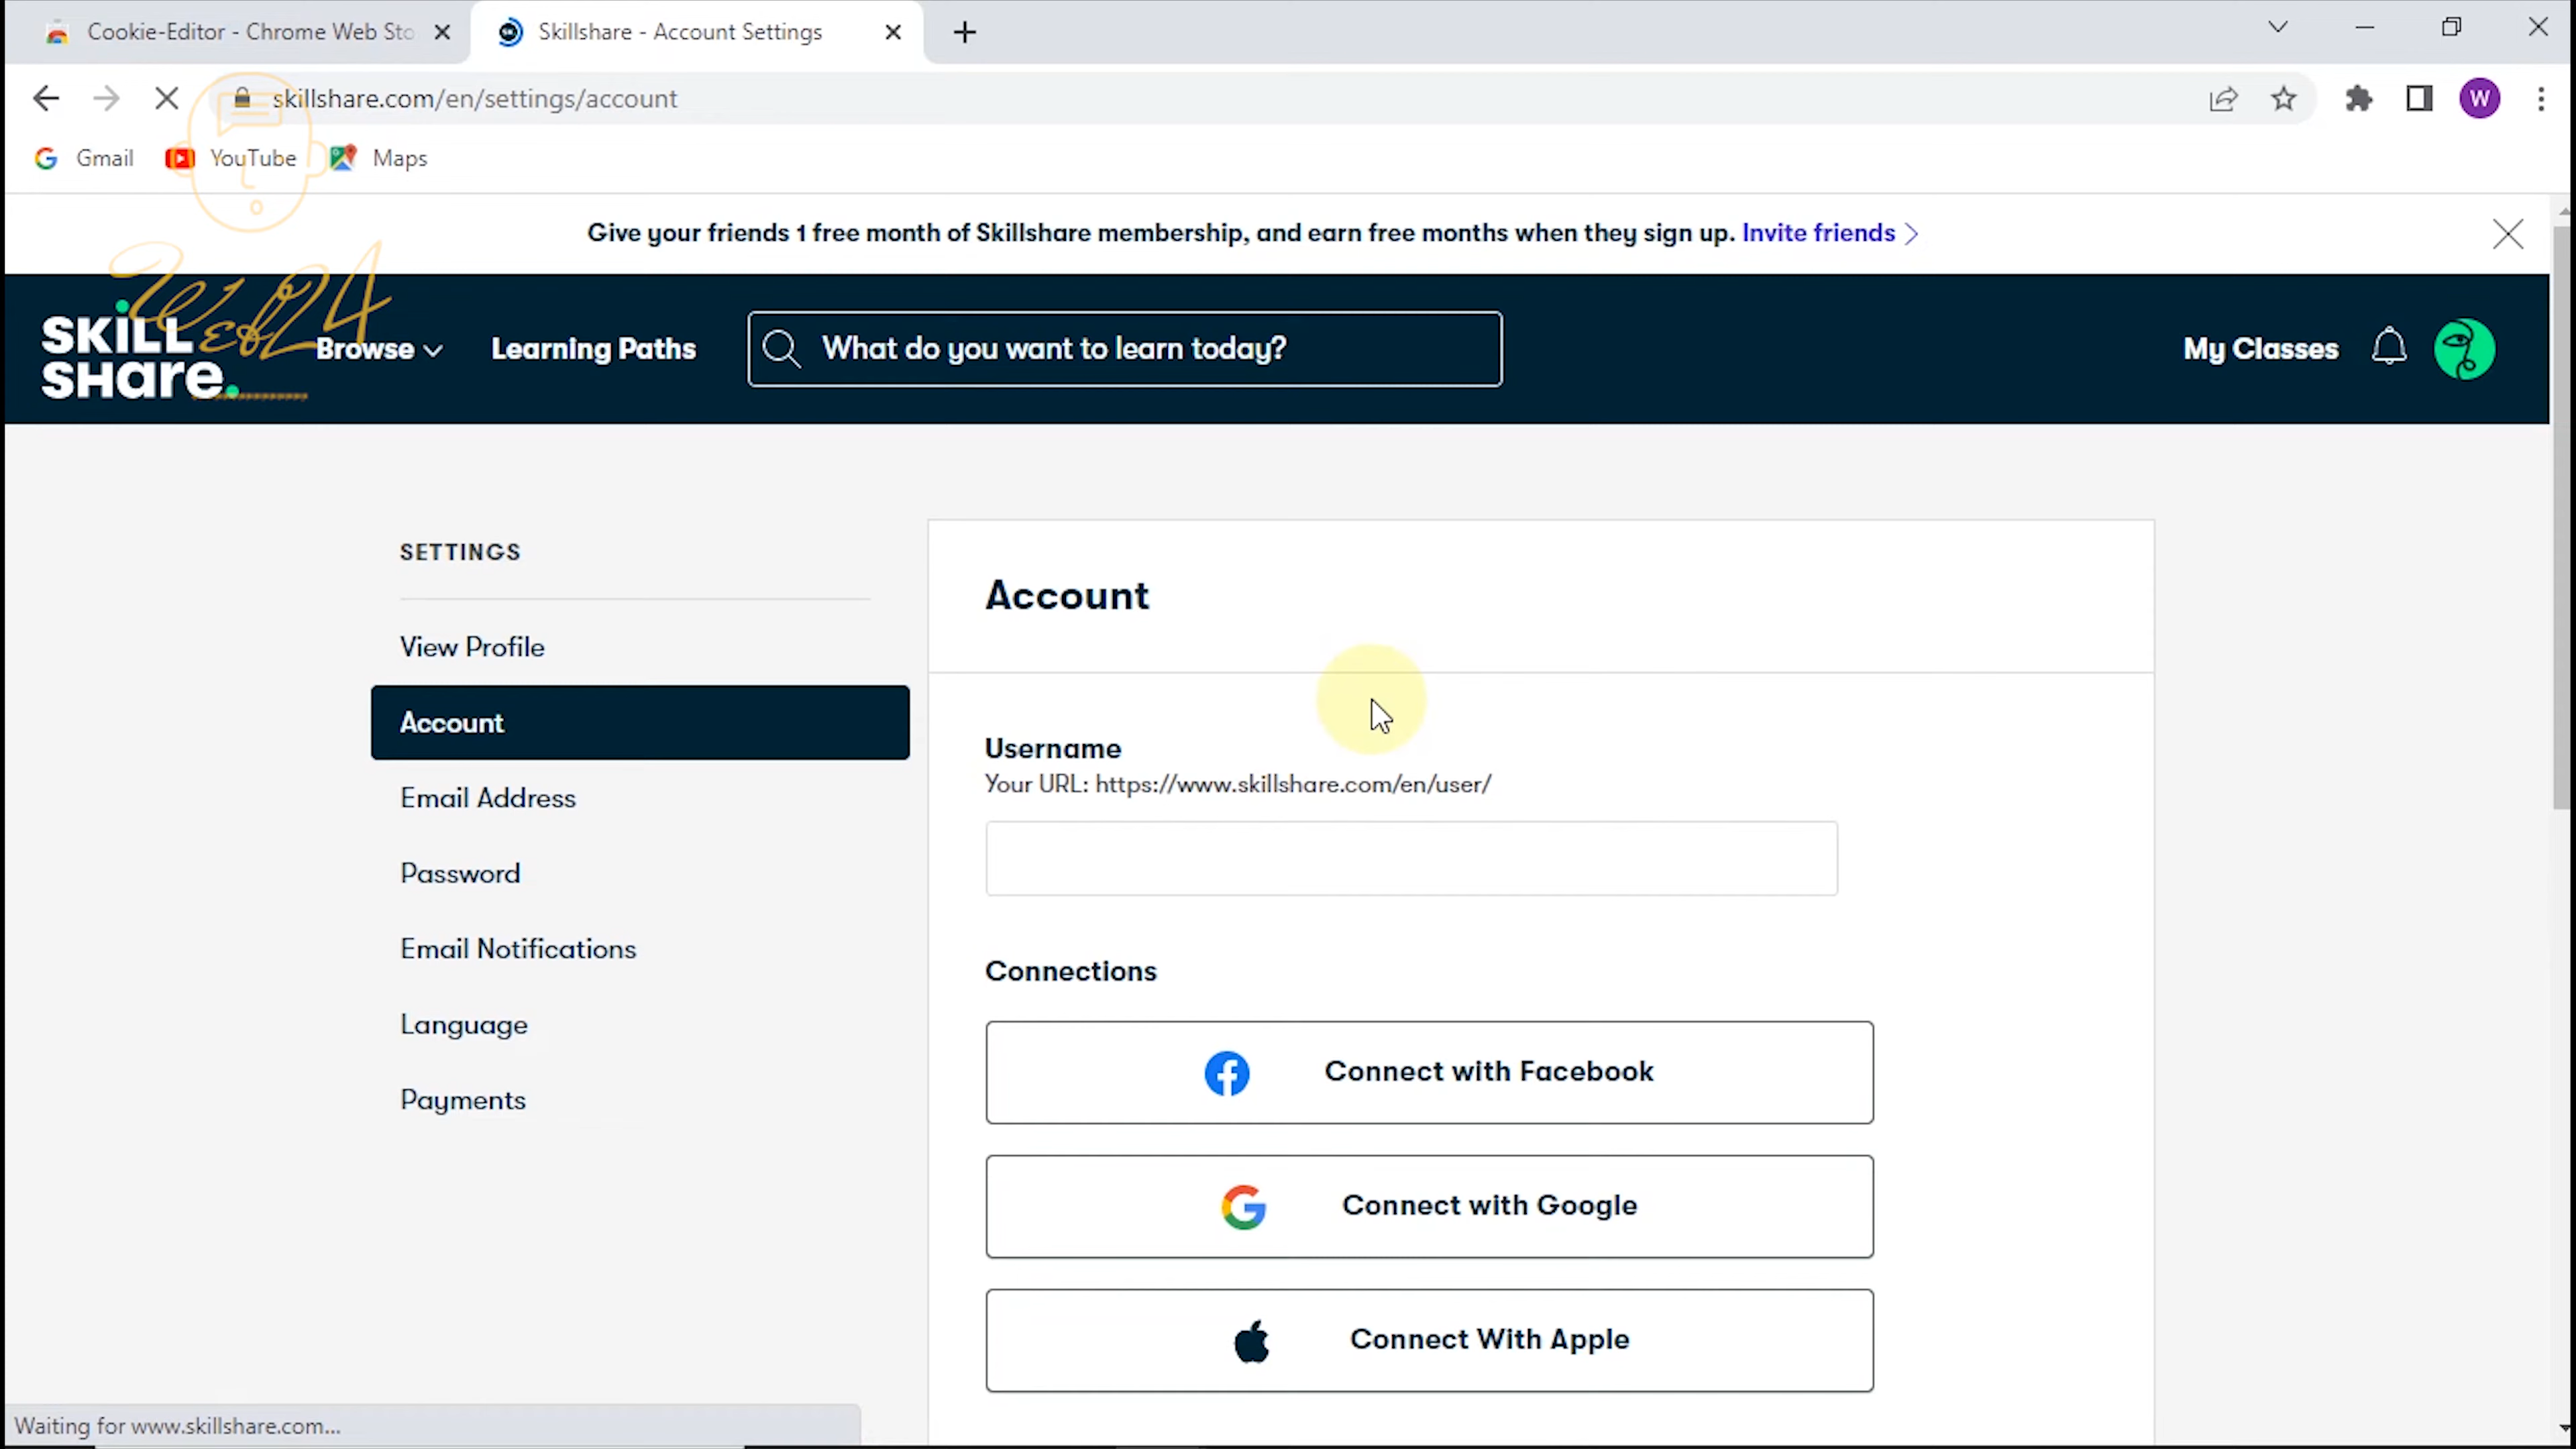 Cookie-Editor - Chrome Web Sto
Skillshare - Account Settings
skillshare.com/en/settings/account
W
Gmail
YouTube
Maps
Give your friends 1 free month of Skillshare membership, and earn free months when they sign up. Invite friends
Web24
SKILL
SHare.
Browse
Learning Paths
What do you want to learn today?
My Classes
SETTINGS
View Profile
Account
Email Address
Password
Email Notifications
Language
Payments
Account
Username
Your URL: https://www.skillshare.com/en/user/
Connections
Connect with Facebook
Connect with Google
Connect With Apple
Waiting for www.skillshare.com...